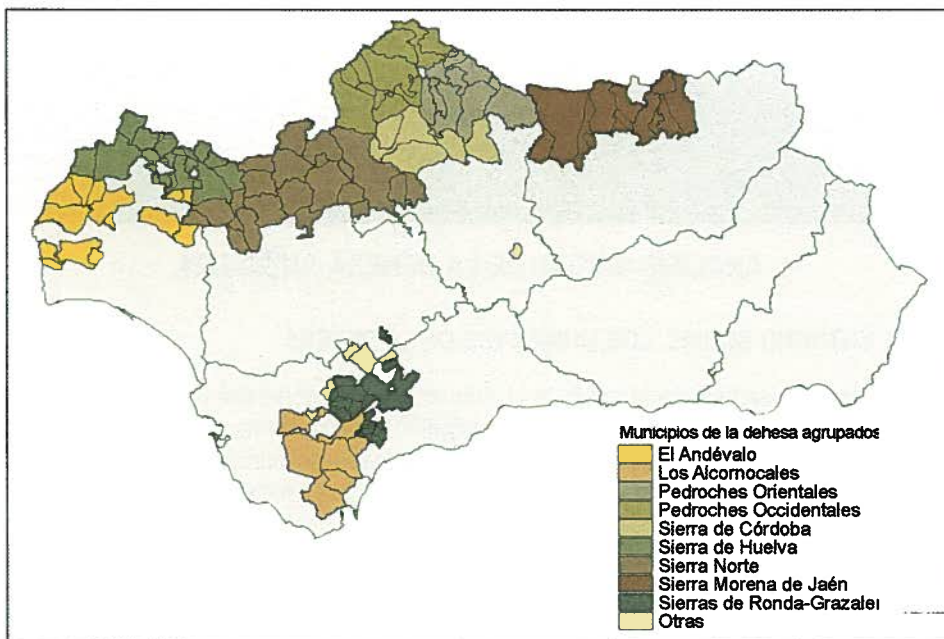 Municipios de la dehesa agrupados
El Andévalo
Los Alcornocales
Pedroches Orientales
Pedroches Occidentales
Sierra de Córdoba
Sierra de Huelva
Sierra Norte
Sierra Morena de Jaén
Sierras de Ronda-Grazaler
Otras